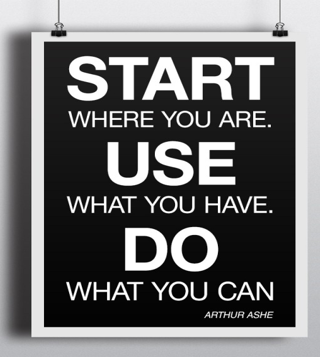 START
WHERE YOU ARE.
USE
WHAT YOU HAVE.
DO
WHAT YOU CAN
ARTHUR ASHE